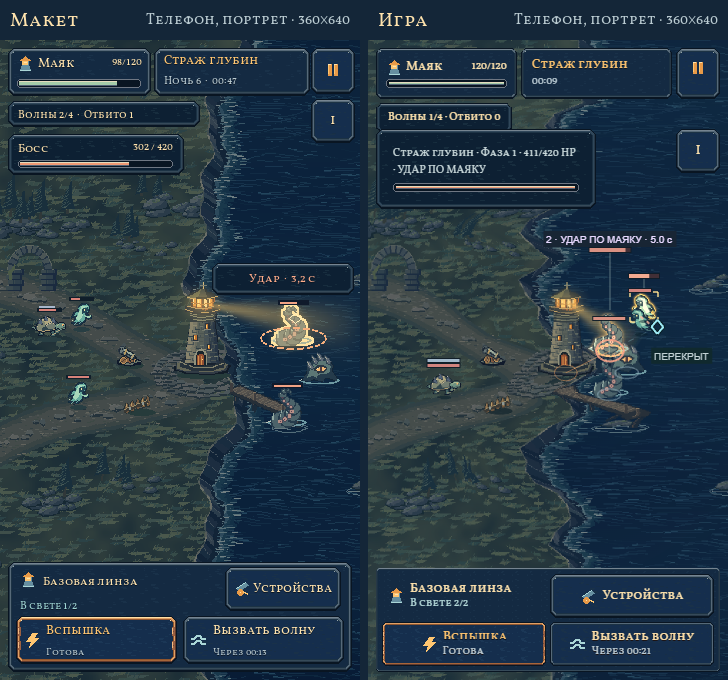 Макет
Телефон, портрет · 360×640
Маяк 98/120
Страж глубин
Ночь 6 · 00:47
Волны 2/4 · Отбито 1
I
Босс 302 / 420
Удар · 3,2 с
Базовая линза
В свете 1/2
Устройства
Вспышка
Готова
Вызвать волну
Через 00:13
Игра
Телефон, портрет · 360×640
Маяк 120/120
Страж глубин
00:09
Волны 1/4 · Отбито 0
I
Страж глубин · Фаза 1 · 411/420 HP
· УДАР ПО МАЯКУ
2 · УДАР ПО МАЯКУ · 5.0 с
ПЕРЕКРЫТ
Базовая линза
В свете 2/2
Устройства
Вспышка
Готова
Вызвать волну
Через 00:21